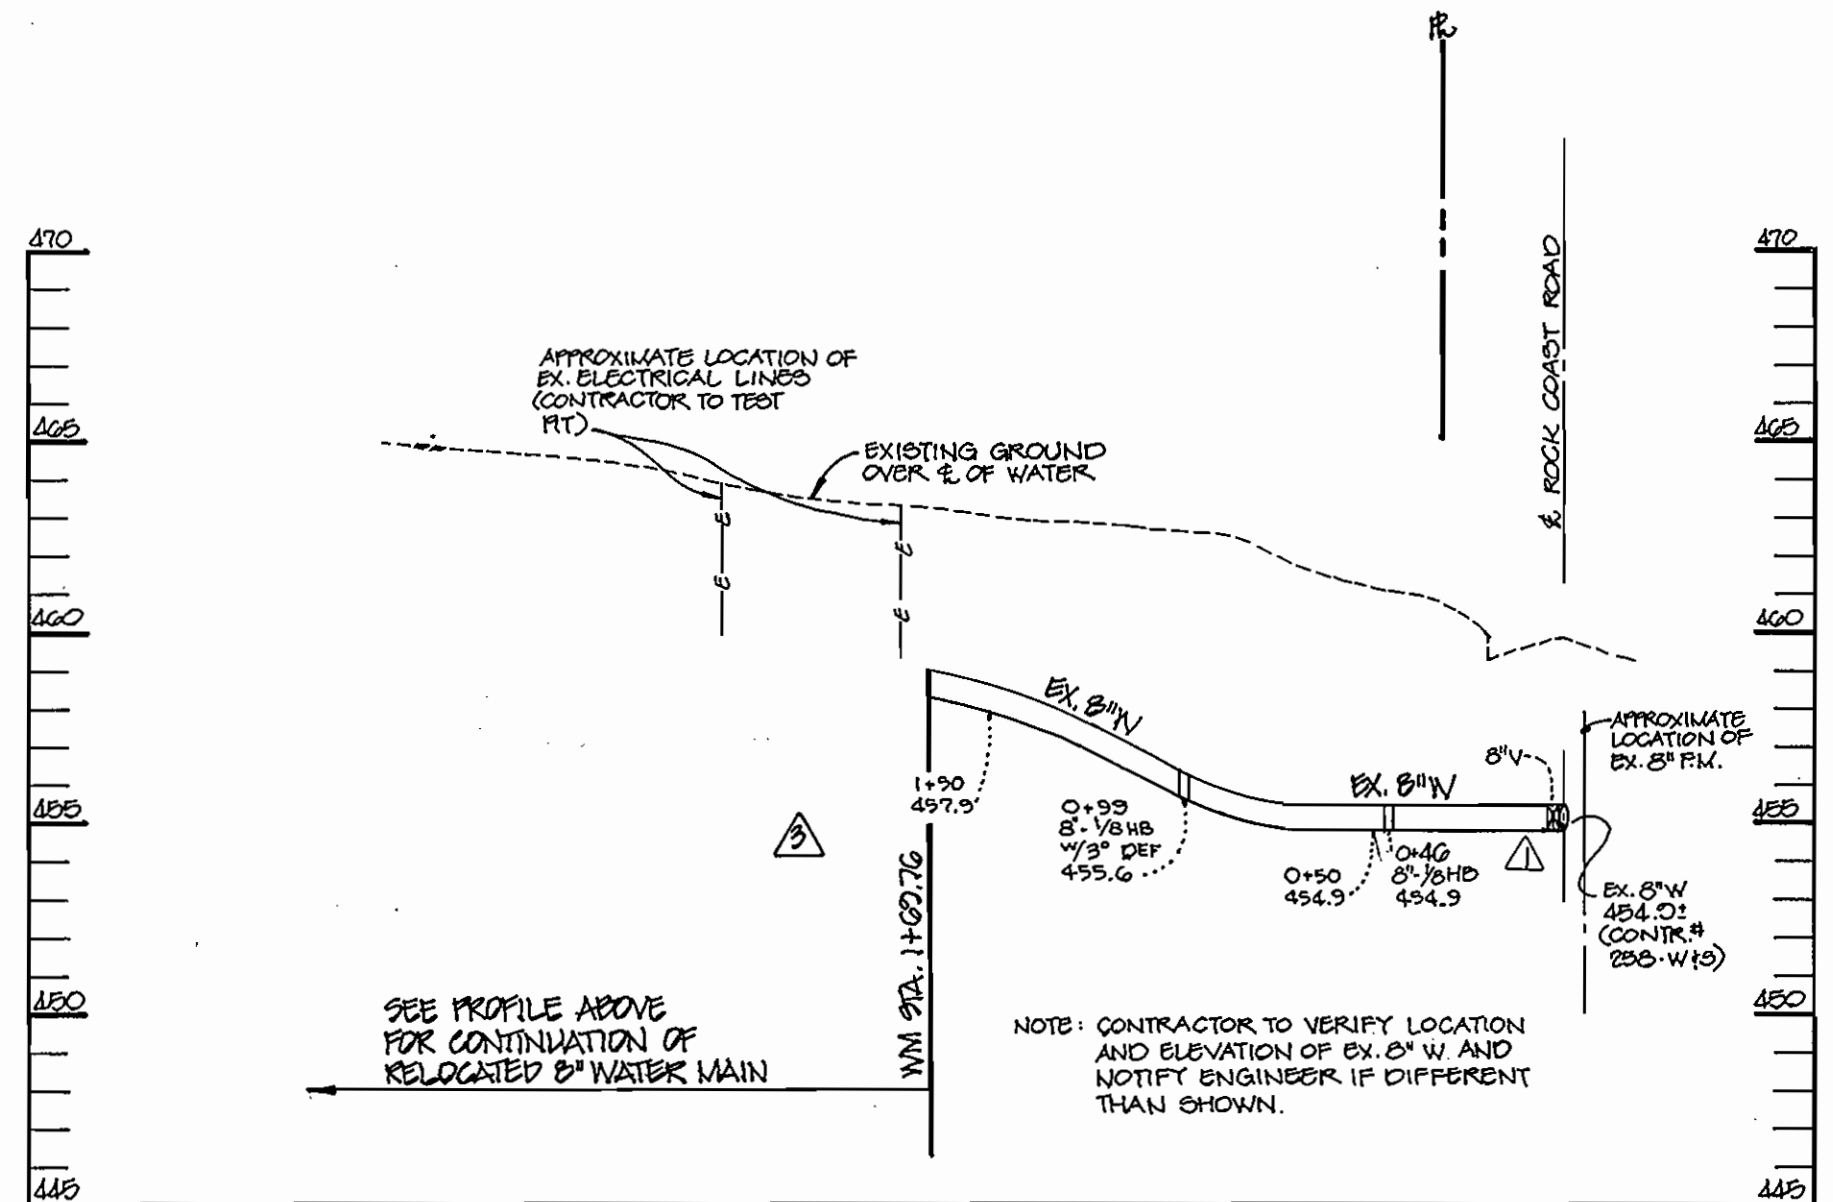 PL
470
470
℄ ROCK COAST ROAD
APPROXIMATE LOCATION OF
EX. ELECTRICAL LINES
(CONTRACTOR TO TEST
PIT)
465
465
EXISTING GROUND
OVER ℄ OF WATER
E
E
E
E
460
460
EX. 8"W
APPROXIMATE
LOCATION OF
EX. 8" F.M.
8"V
EX. 8"W
1+50
457.9
0+99
8"-1/8 HB
W/3° DEF
455.6
455
455
3
0+50
454.9
0+46
8"-1/8HB
454.9
1
EX. 8"W
454.9±
(CONTR.#
258-W&S)
WM STA. 1+69.76
450
450
SEE PROFILE ABOVE
FOR CONTINUATION OF
RELOCATED 8" WATER MAIN
NOTE: CONTRACTOR TO VERIFY LOCATION
AND ELEVATION OF EX. 8" W. AND
NOTIFY ENGINEER IF DIFFERENT
THAN SHOWN.
445
445